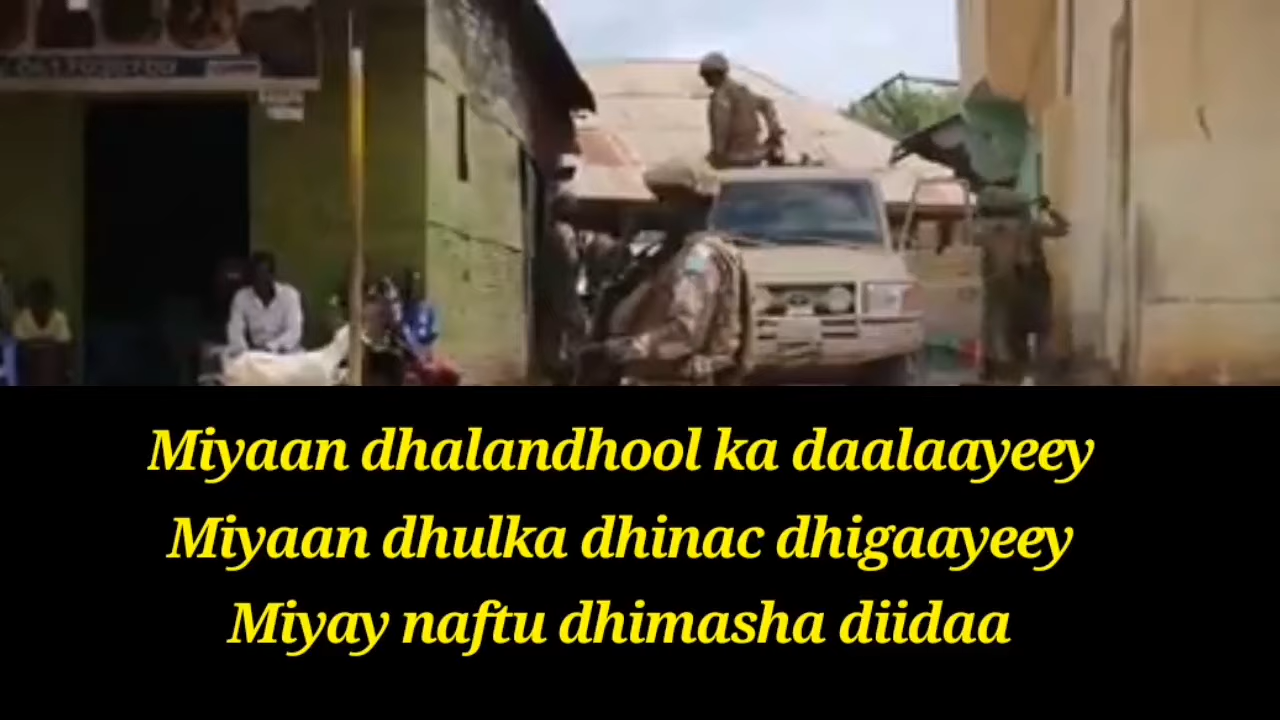 Miyaan dhalandhool ka daalaayeey
Miyaan dhulka dhinac dhigaayeey
Miyay naftu dhimasha diidaa